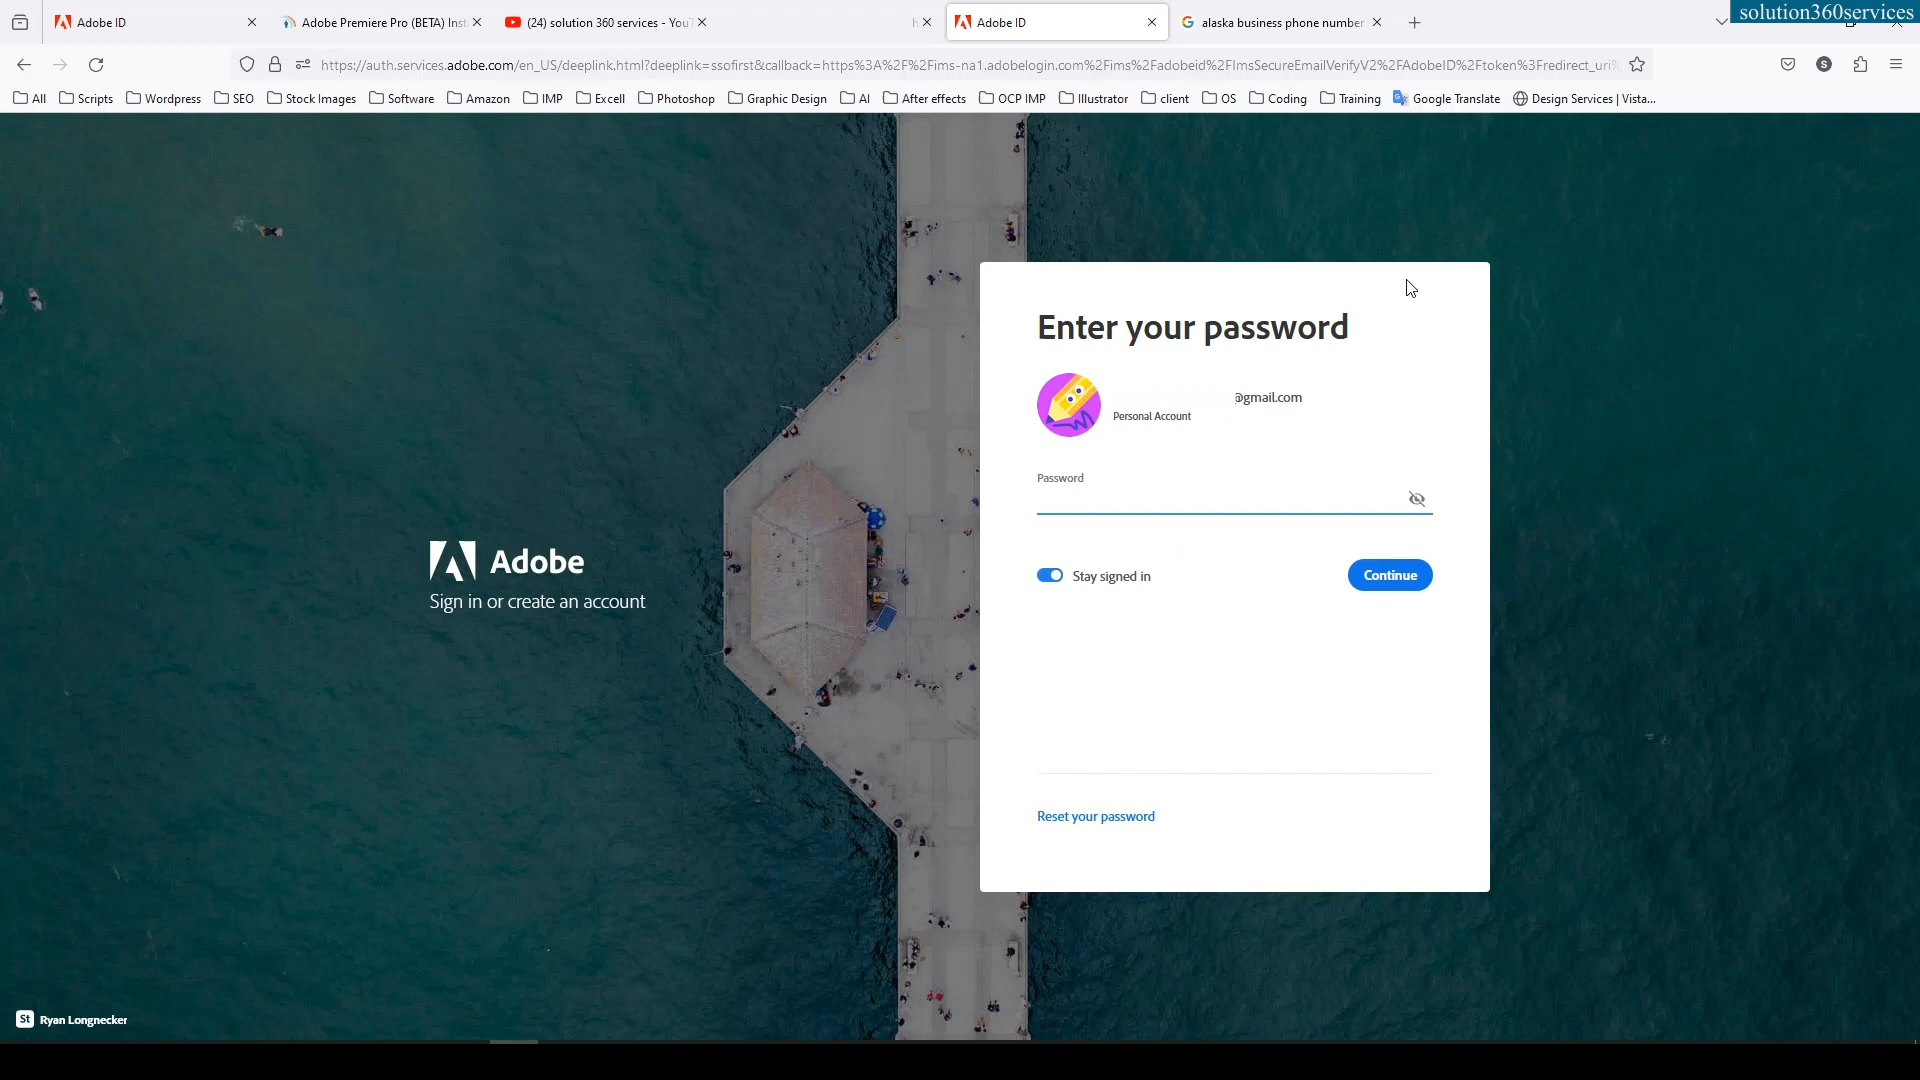 Adobe ID
Adobe Premiere Pro (BETA) Inst
(24) solution 360 services - YouT
Adobe ID
alaska business phone number
solution360services
https://auth.services.adobe.com/en_US/deeplink.html?deeplink=ssofirst&callback=https%3A%2F%2Fims-na1.adobelogin.com%2Fims%2Fadobeid%2FImsSecureEmailVerifyV2%2FAdobeID%2Ftoken%3Fredirect_uri%
S
All
Scripts
Wordpress
SEO
Stock Images
Software
Amazon
IMP
Excell
Photoshop
Graphic Design
AI
After effects
OCP IMP
Illustrator
client
OS
Coding
Training
Google Translate
Design Services | Vista...
Enter your password
@gmail.com
Personal Account
Password
Adobe
Sign in or create an account
Stay signed in
Continue
Reset your password
St Ryan Longnecker